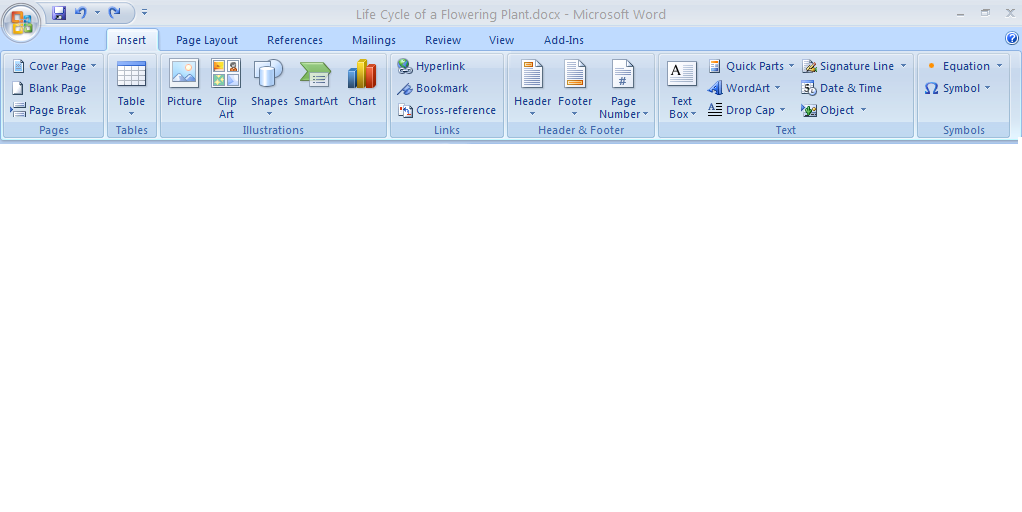 Life Cycle of a Flowering Plant.docx - Microsoft Word
Home Insert Page Layout References Mailings Review View Add-Ins
Cover Page
Blank Page
Page Break
Pages
Table
Tables
Picture
Clip
Art
Shapes
SmartArt
Chart
Illustrations
Hyperlink
Bookmark
Cross-reference
Links
Header
Footer
Page
Number
#
Header & Footer
A
Text
Box
Quick Parts
WordArt
Drop Cap
Signature Line
Date & Time
Object
Text
Equation
Ω Symbol
Symbols